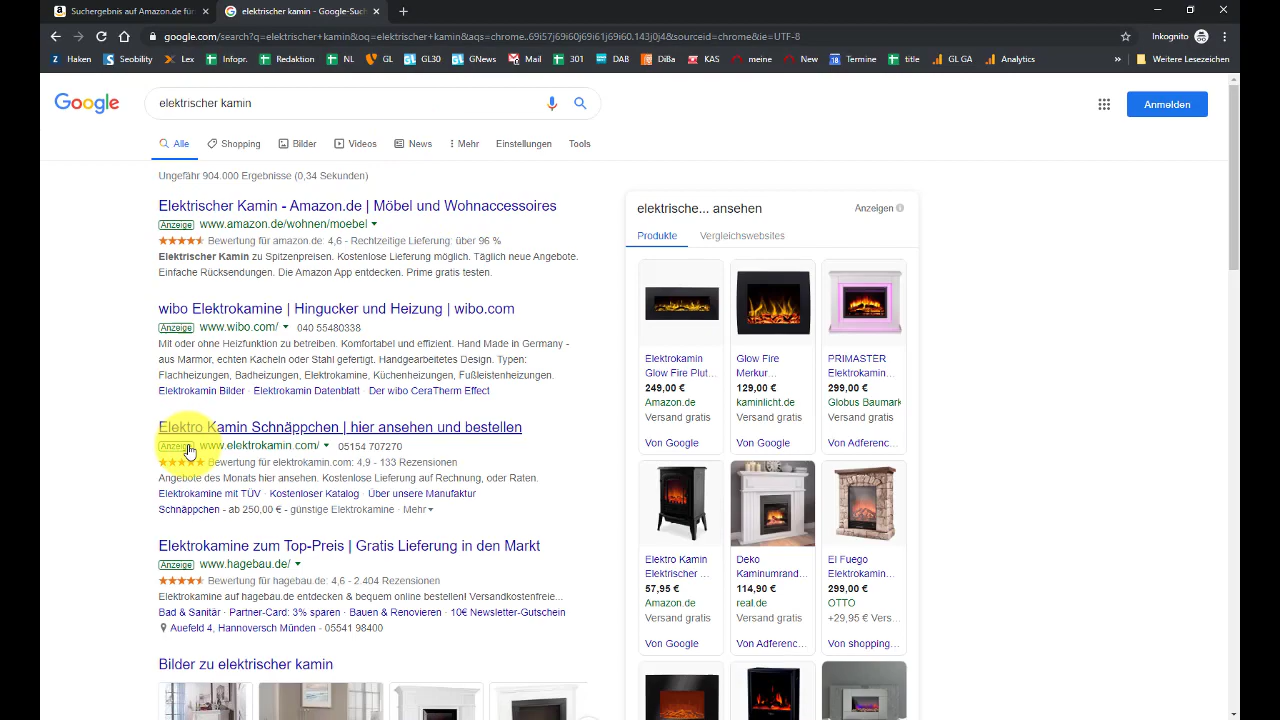 Suchergebnis auf Amazon.de für
elektrischer kamin - Google-Suc
google.com/search?q=elektrischer+kamin&oq=elektrischer+kamin&aqs=chrome..69i57j69i60j69i61j69i60.143j0j4&sourceid=chrome&ie=UTF-8
Inkognito
Haken
Seobility
Lex
Infopr.
Redaktion
NL
GL
GL30
GNews
Mail
301
DAB
DiBa
KAS
meine
New
Termine
title
GL GA
Analytics
»
Weitere Lesezeichen
Google
elektrischer kamin
Anmelden
Alle
Shopping
Bilder
Videos
News
Mehr
Einstellungen
Tools
Ungefähr 904.000 Ergebnisse (0,34 Sekunden)
Elektrischer Kamin - Amazon.de | Möbel und Wohnaccessoires
Anzeige www.amazon.de/wohnen/moebel
Bewertung für amazon.de: 4,6 - Rechtzeitige Lieferung: über 96 %
Elektrischer Kamin zu Spitzenpreisen. Kostenlose Lieferung möglich. Täglich neue Angebote.
Einfache Rücksendungen. Die Amazon App entdecken. Prime gratis testen.
wibo Elektrokamine | Hingucker und Heizung | wibo.com
Anzeige www.wibo.com/ 040 55480338
Mit oder ohne Heizfunktion zu betreiben. Komfortabel und effizient. Hand Made in Germany -
aus Marmor, echten Kacheln oder Stahl gefertigt. Handgearbeitetes Design. Typen:
Flachheizungen, Badheizungen, Elektrokamine, Küchenheizungen, Fußleistenheizungen.
Elektrokamin Bilder · Elektrokamin Datenblatt · Der wibo CeraTherm Effect
Elektro Kamin Schnäppchen | hier ansehen und bestellen
Anzeige www.elektrokamin.com/ 05154 707270
Bewertung für elektrokamin.com: 4,9 - 133 Rezensionen
Angebote des Monats hier ansehen. Kostenlose Lieferung auf Rechnung, oder Raten.
Elektrokamine mit TÜV · Kostenloser Katalog · Über unsere Manufaktur
Schnäppchen - ab 250,00 € - günstige Elektrokamine · Mehr
Elektrokamine zum Top-Preis | Gratis Lieferung in den Markt
Anzeige www.hagebau.de/
Bewertung für hagebau.de: 4,6 - 2.404 Rezensionen
Elektrokamine auf hagebau.de entdecken & bequem online bestellen! Versandkostenfreie...
Bad & Sanitär · Partner-Card: 3% sparen · Bauen & Renovieren · 10€ Newsletter-Gutschein
Auefeld 4, Hannoversch Münden - 05541 98400
Bilder zu elektrischer kamin
elektrische... ansehen
Anzeigen
Produkte
Vergleichswebsites
Elektrokamin
Glow Fire Plut...
249,00 €
Amazon.de
Versand gratis
Von Google
Glow Fire
Merkur...
129,00 €
kaminlicht.de
Versand gratis
Von Google
PRIMASTER
Elektrokamin...
299,00 €
Globus Baumark
Versand gratis
Von Adferenc...
Elektro Kamin
Elektrischer ...
57,95 €
Amazon.de
Versand gratis
Von Google
Deko
Kaminumrand...
114,90 €
real.de
Versand gratis
Von Adferenc...
El Fuego
Elektrokamin...
299,00 €
OTTO
+29,95 € Vers...
Von shopping...